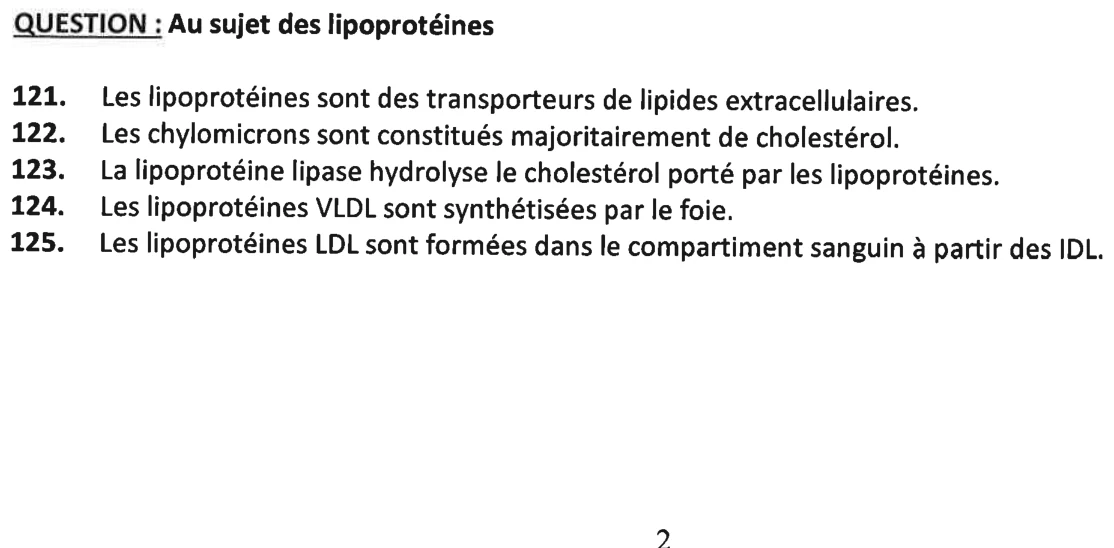 QUESTION : Au sujet des lipoprotéines
121. Les lipoprotéines sont des transporteurs de lipides extracellulaires.
122. Les chylomicrons sont constitués majoritairement de cholestérol.
123. La lipoprotéine lipase hydrolyse le cholestérol porté par les lipoprotéines.
124. Les lipoprotéines VLDL sont synthétisées par le foie.
125. Les lipoprotéines LDL sont formées dans le compartiment sanguin à partir des IDL.
2